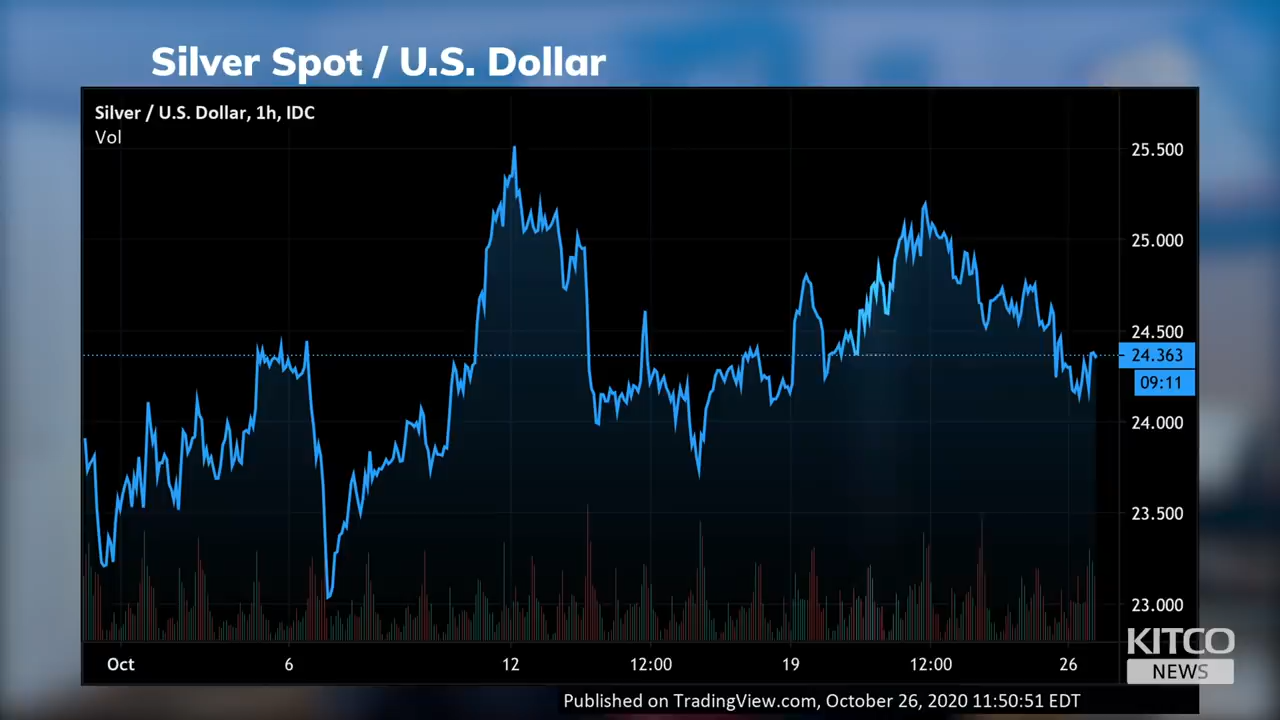 Silver Spot / U.S. Dollar
Silver / U.S. Dollar, 1h, IDC
Vol
25.500
25.000
24.500
24.363
09:11
24.000
23.500
23.000
Oct 6 12 12:00 19 12:00 26
KITCO
NEWS
Published on TradingView.com, October 26, 2020 11:50:51 EDT